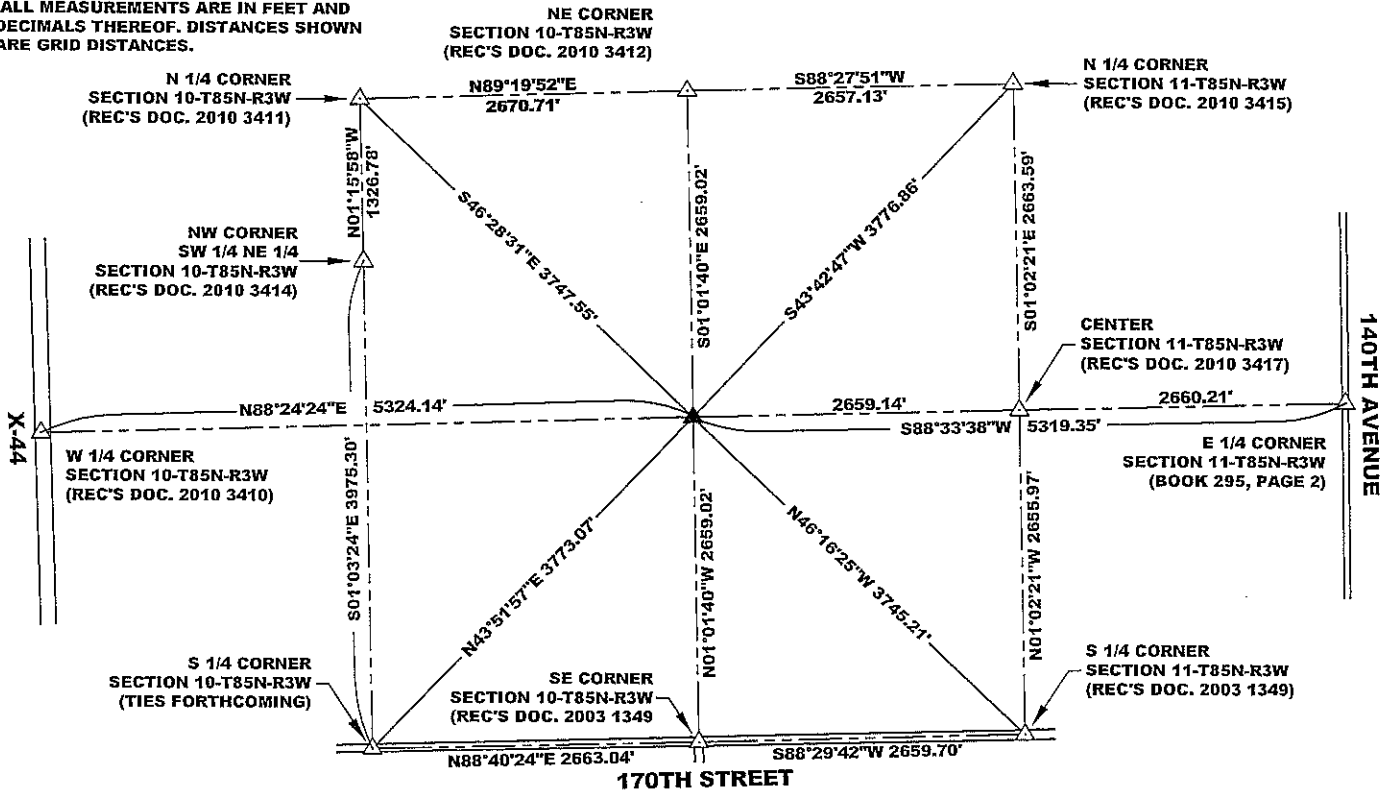 ALL MEASUREMENTS ARE IN FEET AND
DECIMALS THEREOF. DISTANCES SHOWN
ARE GRID DISTANCES.
NE CORNER
SECTION 10-T85N-R3W
(REC'S DOC. 2010 3412)
N 1/4 CORNER
SECTION 10-T85N-R3W
(REC'S DOC. 2010 3411)
N89°19'52"E
2670.71'
S88°27'51"W
2657.13'
N 1/4 CORNER
SECTION 11-T85N-R3W
(REC'S DOC. 2010 3415)
N01°15'58"W
1326.78'
S46°28'31"E 3747.55'
S01°01'40"E 2659.02'
S43°42'47"W 3776.86'
S01°02'21"E 2663.59'
NW CORNER
SW 1/4 NE 1/4
SECTION 10-T85N-R3W
(REC'S DOC. 2010 3414)
CENTER
SECTION 11-T85N-R3W
(REC'S DOC. 2010 3417)
140TH AVENUE
X-44
N88°24'24"E 5324.14'
2659.14'
2660.21'
S88°33'38"W 5319.35'
W 1/4 CORNER
SECTION 10-T85N-R3W
(REC'S DOC. 2010 3410)
E 1/4 CORNER
SECTION 11-T85N-R3W
(BOOK 295, PAGE 2)
S01°03'24"E 3975.30'
N43°51'57"E 3773.07'
N01°01'40"W 2659.02'
N46°16'25"W 3745.21'
N01°02'21"W 2655.97'
S 1/4 CORNER
SECTION 10-T85N-R3W
(TIES FORTHCOMING)
SE CORNER
SECTION 10-T85N-R3W
(REC'S DOC. 2003 1349
S 1/4 CORNER
SECTION 11-T85N-R3W
(REC'S DOC. 2003 1349)
N88°40'24"E 2663.04'
S88°29'42"W 2659.70'
170TH STREET